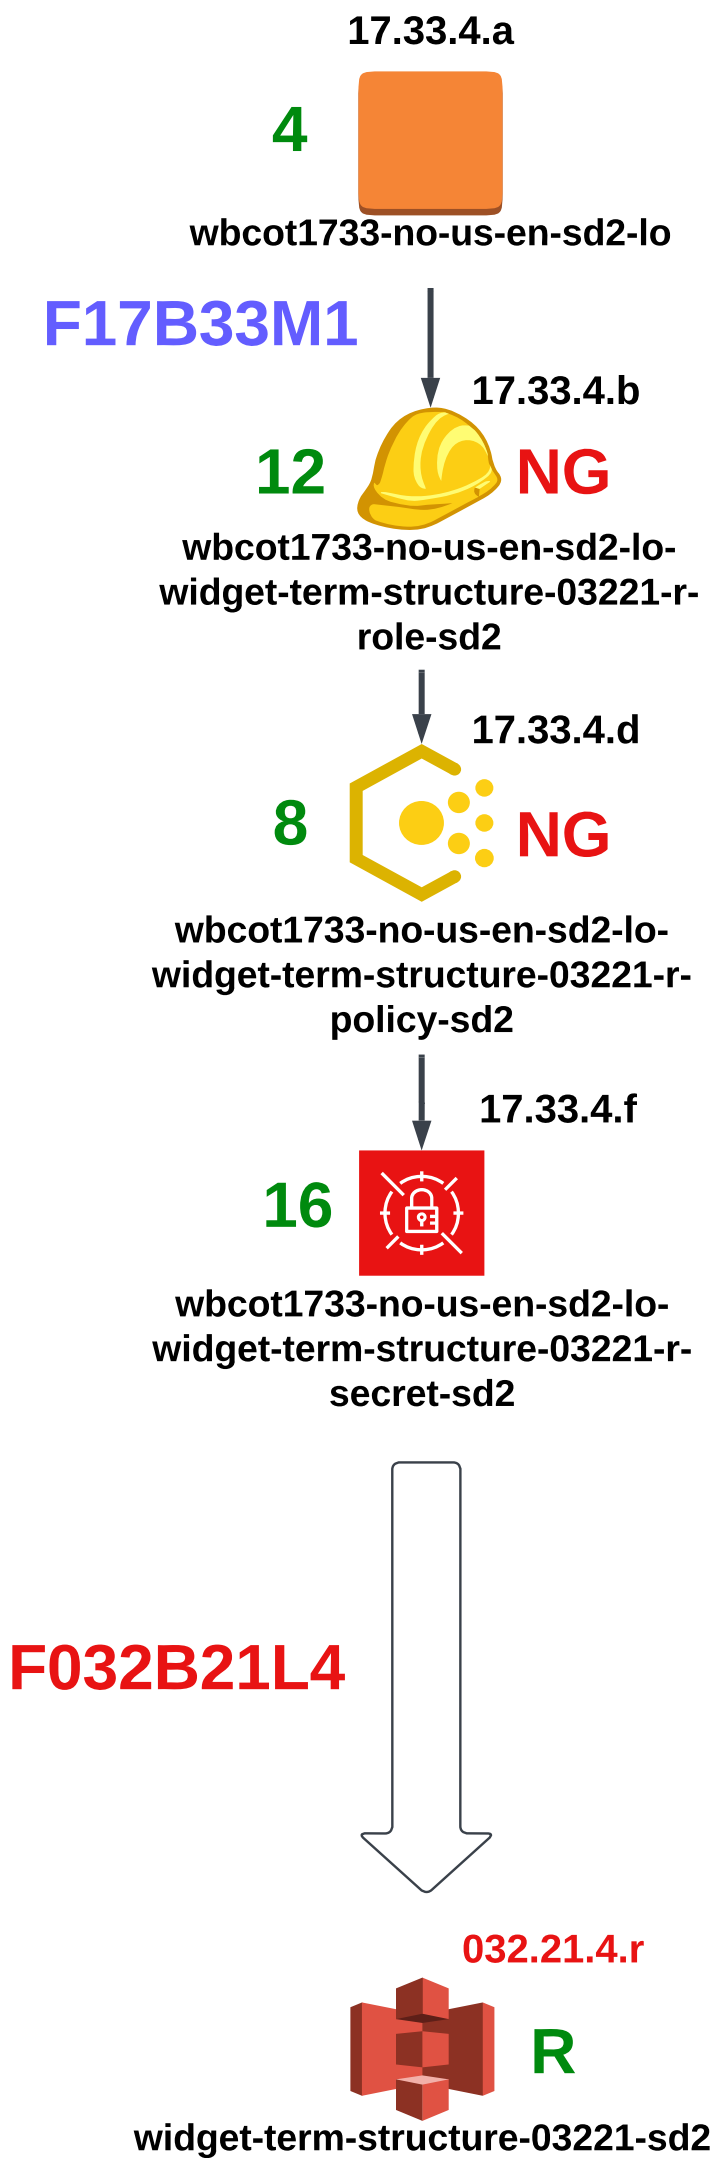 17.33.4.a
4
wbcot1733-no-us-en-sd2-lo
F17B33M1
17.33.4.b
12
NG
wbcot1733-no-us-en-sd2-lo-
widget-term-structure-03221-r-
role-sd2
17.33.4.d
8
NG
wbcot1733-no-us-en-sd2-lo-
widget-term-structure-03221-r-
policy-sd2
17.33.4.f
16
wbcot1733-no-us-en-sd2-lo-
widget-term-structure-03221-r-
secret-sd2
F032B21L4
032.21.4.r
R
widget-term-structure-03221-sd2